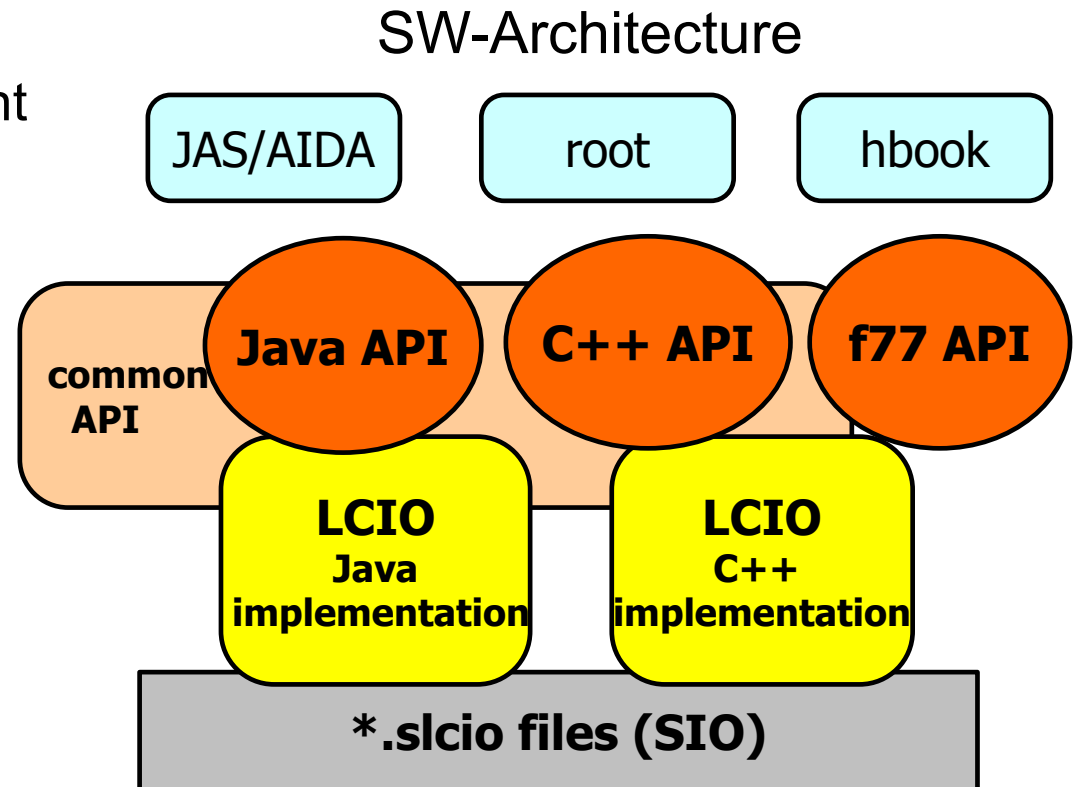 SW-Architecture
nt
JAS/AIDA
root
hbook
common
API
Java API
C++ API
f77 API
LCIO
Java
implementation
LCIO
C++
implementation
*.slcio files (SIO)